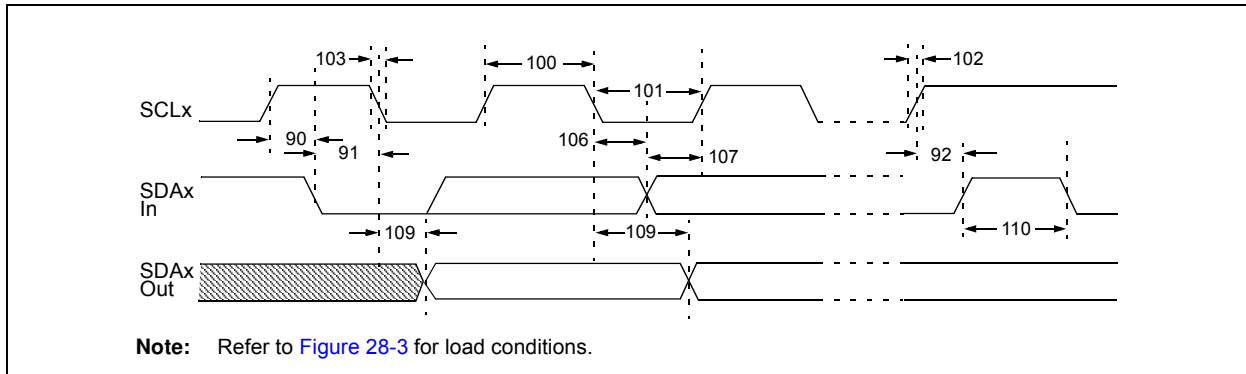 103
100
101
102
SCLx
90
91
106
107
92
SDAx
In
109
109
110
SDAx
Out
Note: Refer to Figure 28-3 for load conditions.